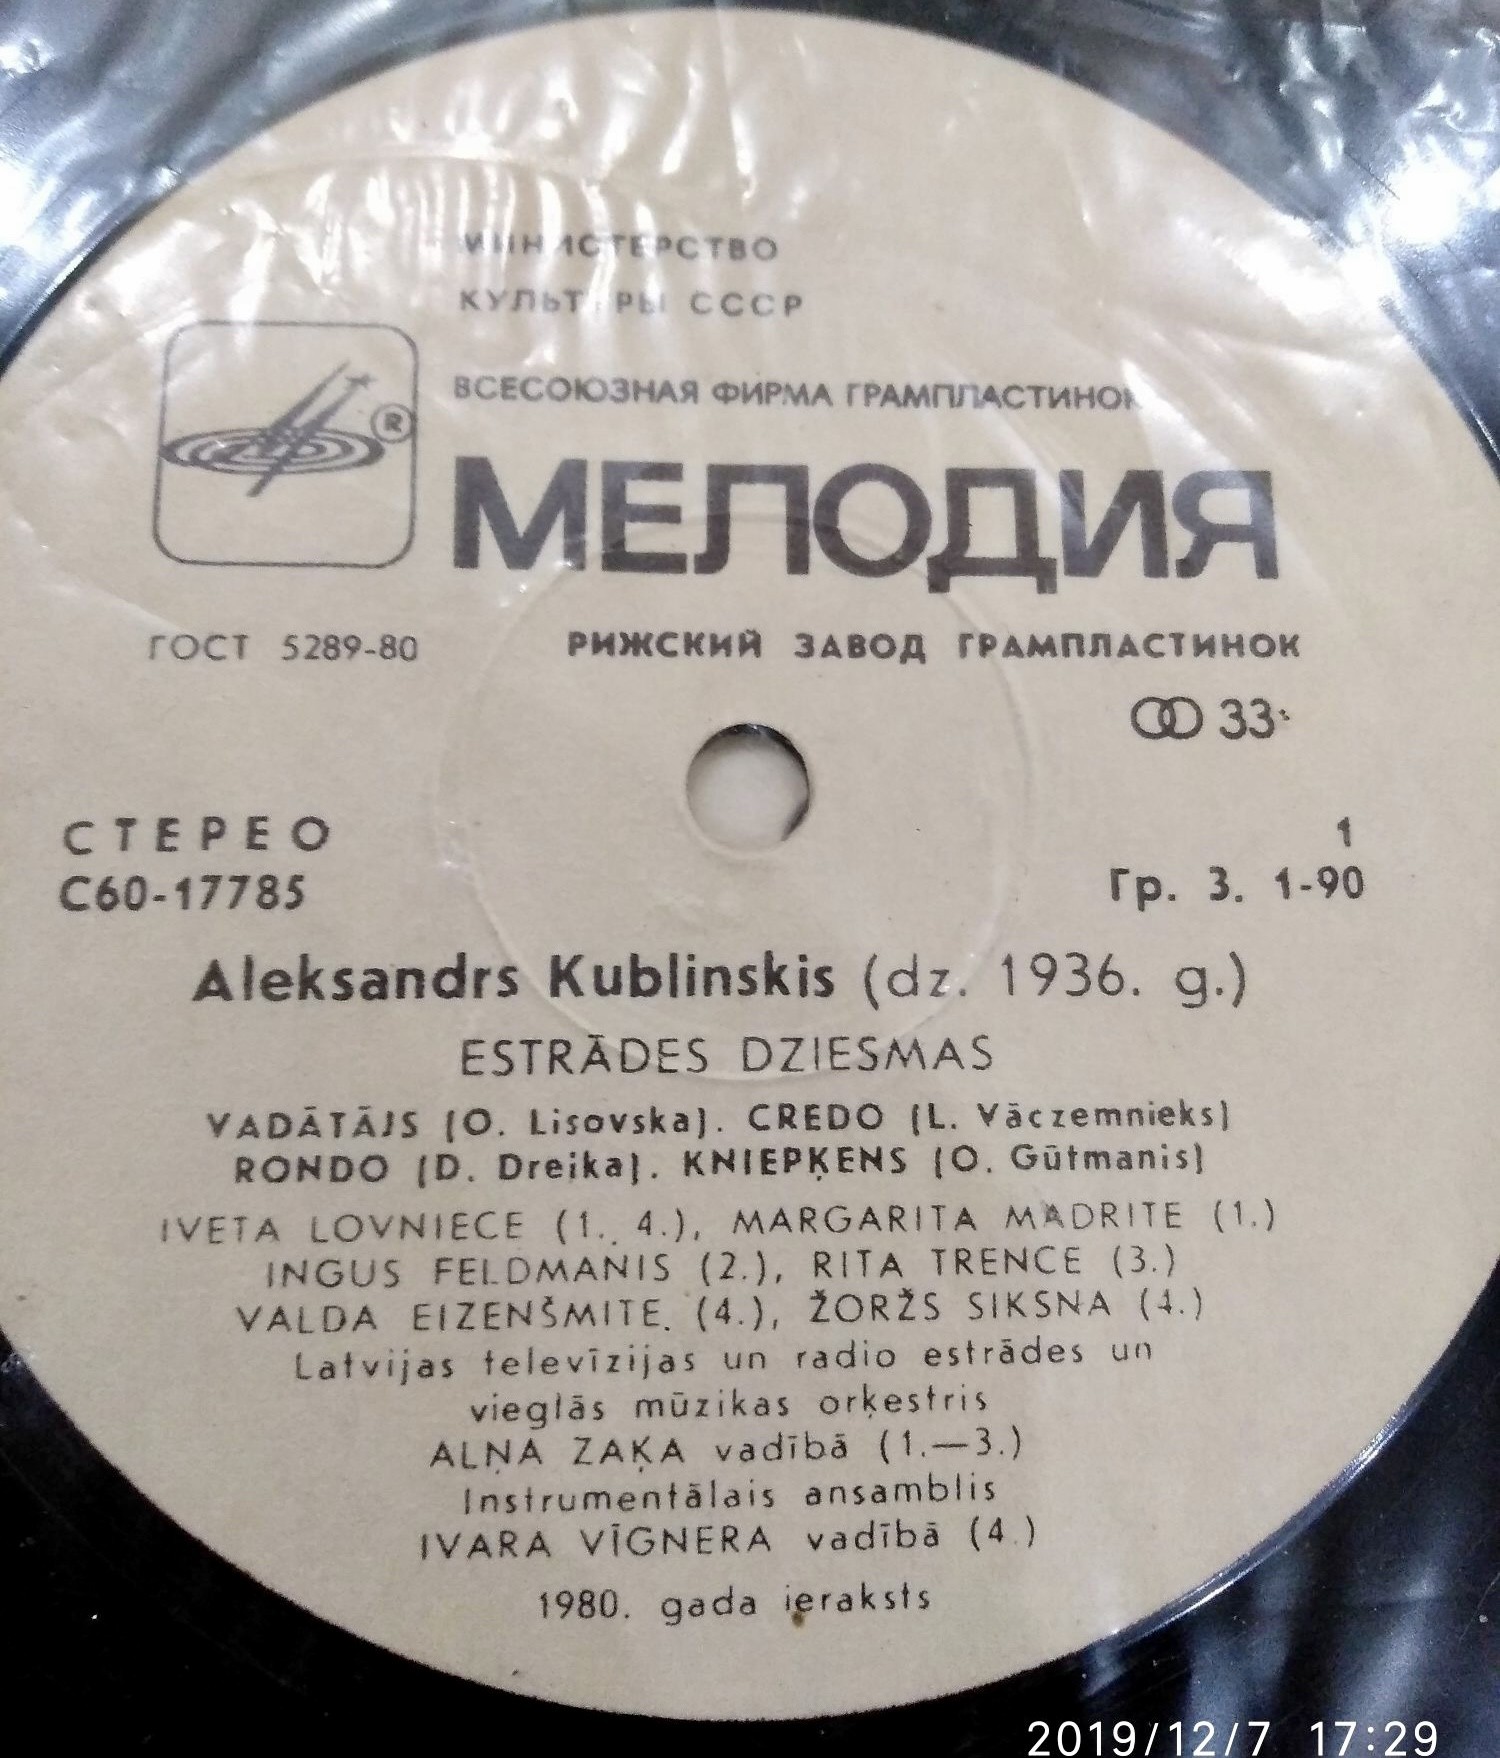 МИНИСТЕРСТВО
КУЛЬТУРЫ СССР
®
ВСЕСОЮЗНАЯ ФИРМА ГРАМПЛАСТИНОК
МЕЛОДИЯ
ГОСТ 5289-80 РИЖСКИЙ ЗАВОД ГРАМПЛАСТИНОК
33
СТЕРЕО 1
С60-17785 Гр. 3. 1-90
Aleksandrs Kublinskis (dz. 1936. g.)
ESTRĀDES DZIESMAS
VADĀTĀJS (O. Lisovska). CREDO (L. Vāczemnieks)
RONDO (D. Dreika). KNIEPĶENS (O. Gūtmanis)
IVETA LOVNIECE (1., 4.), MARGARITA MADRITE (1.)
INGUS FELDMANIS (2.), RITA TRENCE (3.)
VALDA EIZENŠMITE. (4.), ŽORŽS SIKSNA (4.)
Latvijas televīzijas un radio estrādes un
vieglās mūzikas orķestris
ALŅA ZAĶA vadībā (1.—3.)
Instrumentālais ansamblis
IVARA VĪGNERA vadībā (4.)
1980. gada ieraksts
2019/12/7 17:29